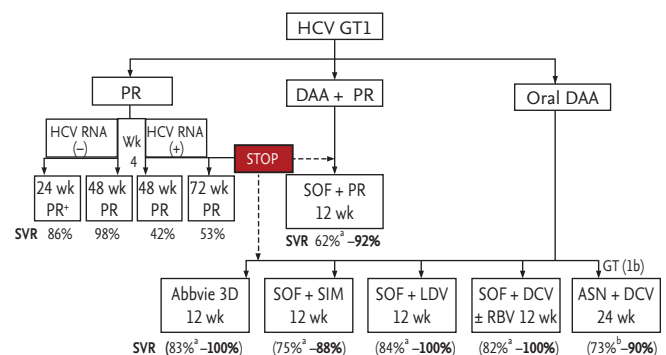 HCV GT1
PR
DAA + PR
Oral DAA
HCV RNA
(–)
Wk
4
HCV RNA
(+)
STOP
24 wk
PR⁺
48 wk
PR
48 wk
PR
72 wk
PR
SVR 86% 98% 42% 53%
SOF + PR
12 wk
SVR 62%ᵃ –92%
GT (1b)
Abbvie 3D
12 wk
SOF + SIM
12 wk
SOF + LDV
12 wk
SOF + DCV
± RBV 12 wk
ASN + DCV
24 wk
SVR (83%ᵃ –100%) (75%ᵃ –88%) (84%ᵃ –100%) (82%ᵃ –100%) (73%ᵇ –90%)